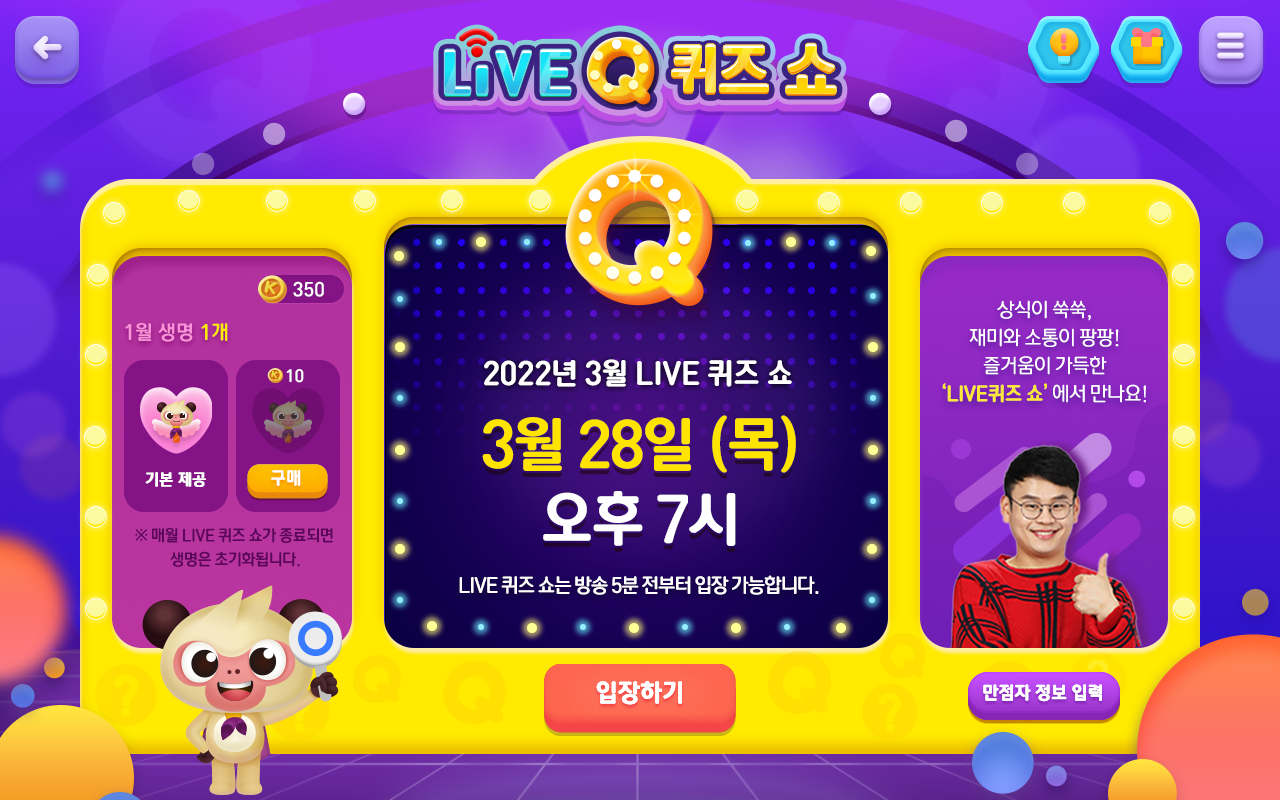 LiVE Q 퀴즈 쇼
Q
350
1월 생명 1개
10
기본 제공
구매
※ 매월 LIVE 퀴즈 쇼가 종료되면
생명은 초기화됩니다.
2022년 3월 LIVE 퀴즈 쇼
3월 28일 (목)
오후 7시
LIVE 퀴즈 쇼는 방송 5분 전부터 입장 가능합니다.
상식이 쑥쑥,
재미와 소통이 팡팡!
즐거움이 가득한
‘LIVE퀴즈 쇼’ 에서 만나요!
입장하기
만점자 정보 입력